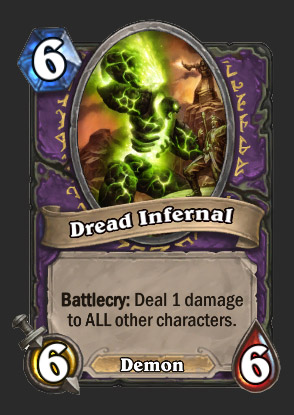 6
Dread Infernal
Battlecry: Deal 1 damage
to ALL other characters.
6
Demon
6